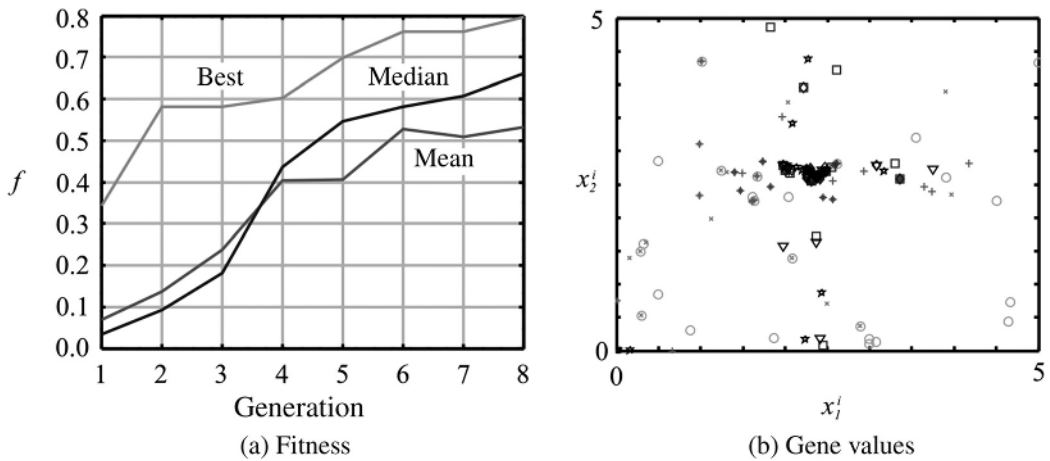 0.8
0.7
0.6
0.5
0.4
0.3
0.2
0.1
0.0
f
Best
Median
Mean
1 2 3 4 5 6 7 8
Generation
(a) Fitness
5
x₂ⁱ
0
0 5
x₁ⁱ
(b) Gene values